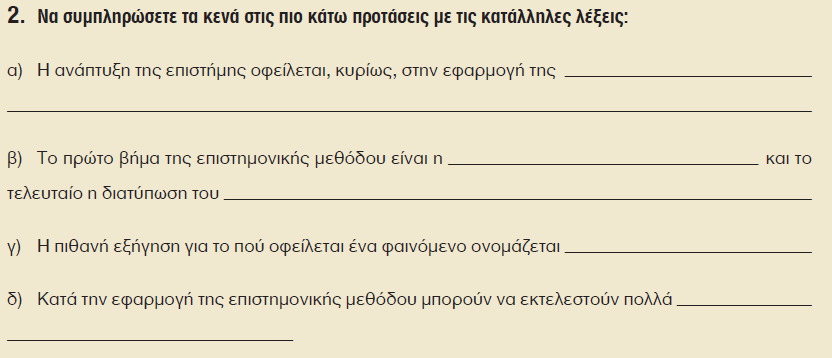 2. Να συμπληρώσετε τα κενά στις πιο κάτω προτάσεις με τις κατάλληλες λέξεις:
α) Η ανάπτυξη της επιστήμης οφείλεται, κυρίως, στην εφαρμογή της
β) Το πρώτο βήμα της επιστημονικής μεθόδου είναι η και το
τελευταίο η διατύπωση του
γ) Η πιθανή εξήγηση για το πού οφείλεται ένα φαινόμενο ονομάζεται
δ) Κατά την εφαρμογή της επιστημονικής μεθόδου μπορούν να εκτελεστούν πολλά